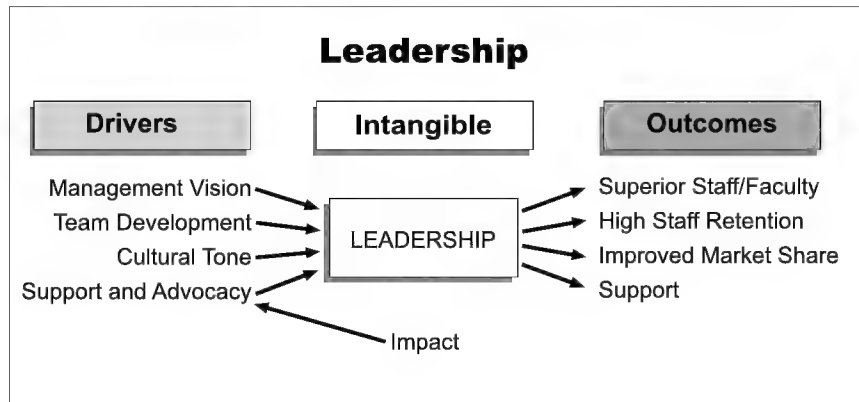 Leadership
Drivers
Intangible
Outcomes
Management Vision
Team Development
Cultural Tone
Support and Advocacy
LEADERSHIP
Superior Staff/Faculty
High Staff Retention
Improved Market Share
Support
Impact